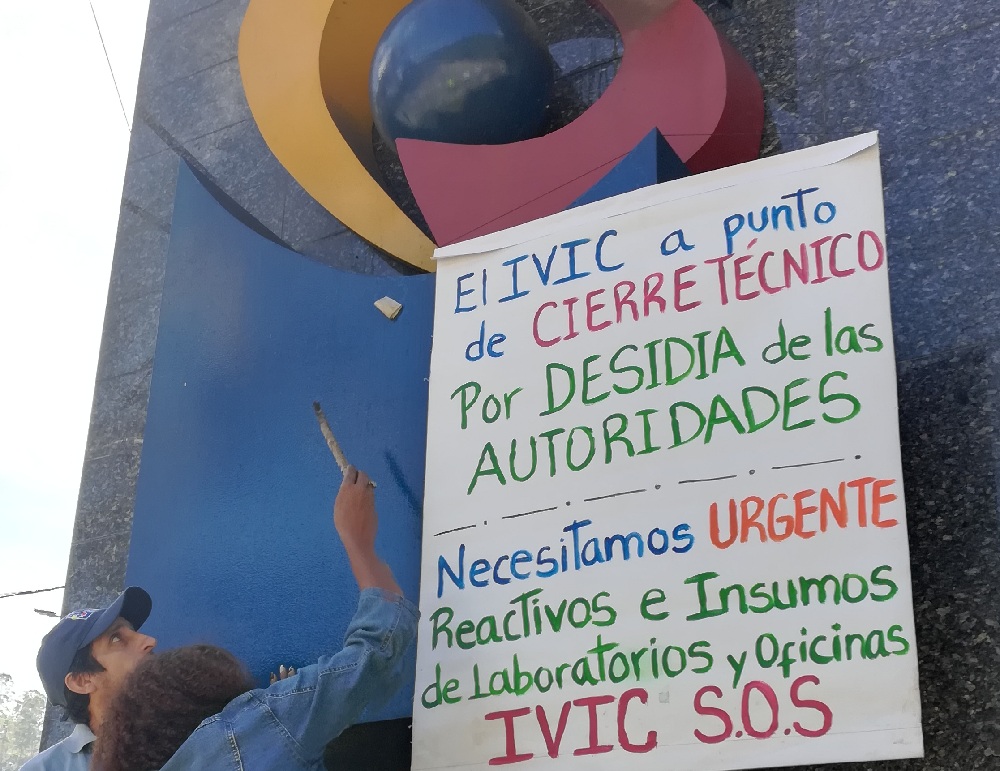 El IVIC a punto
de CIERRE TÉCNICO
Por DESIDIA de las
AUTORIDADES
Necesitamos URGENTE
Reactivos e Insumos
de Laboratorios y Oficinas
IVIC S.O.S